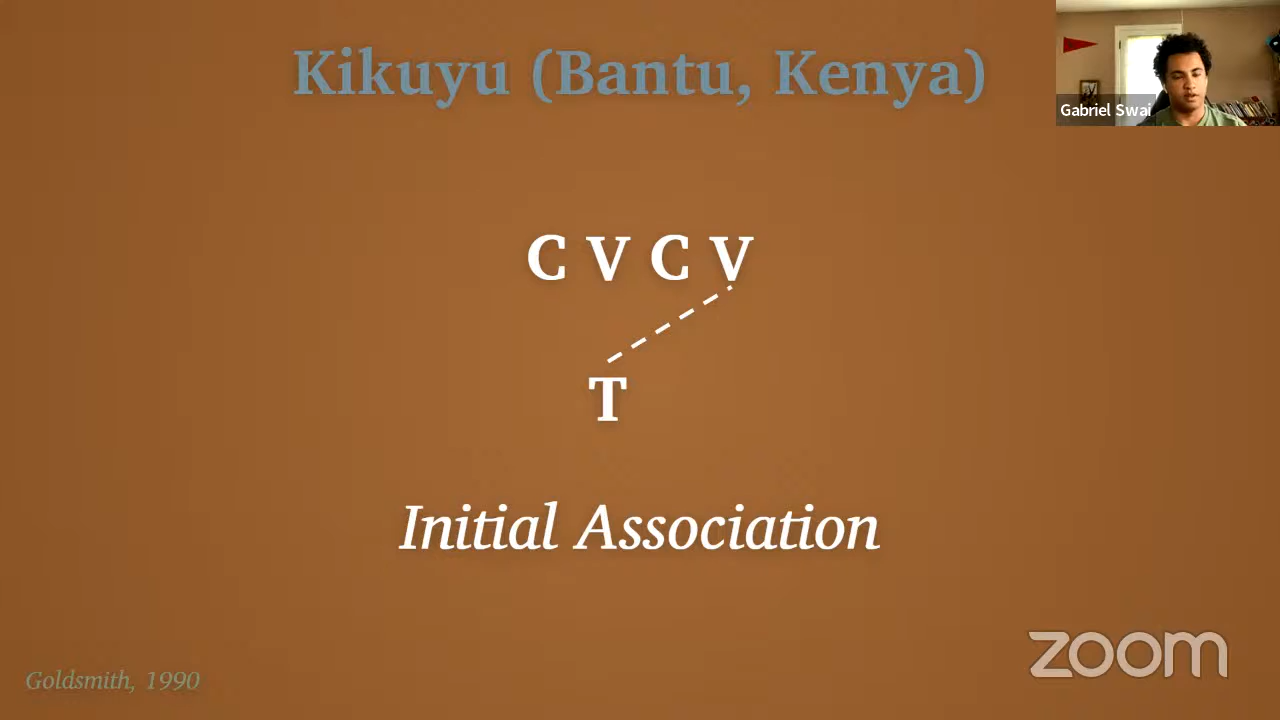 Kikuyu (Bantu, Kenya)
Gabriel Swai
C V C V
T
Initial Association
Goldsmith, 1990
zoom